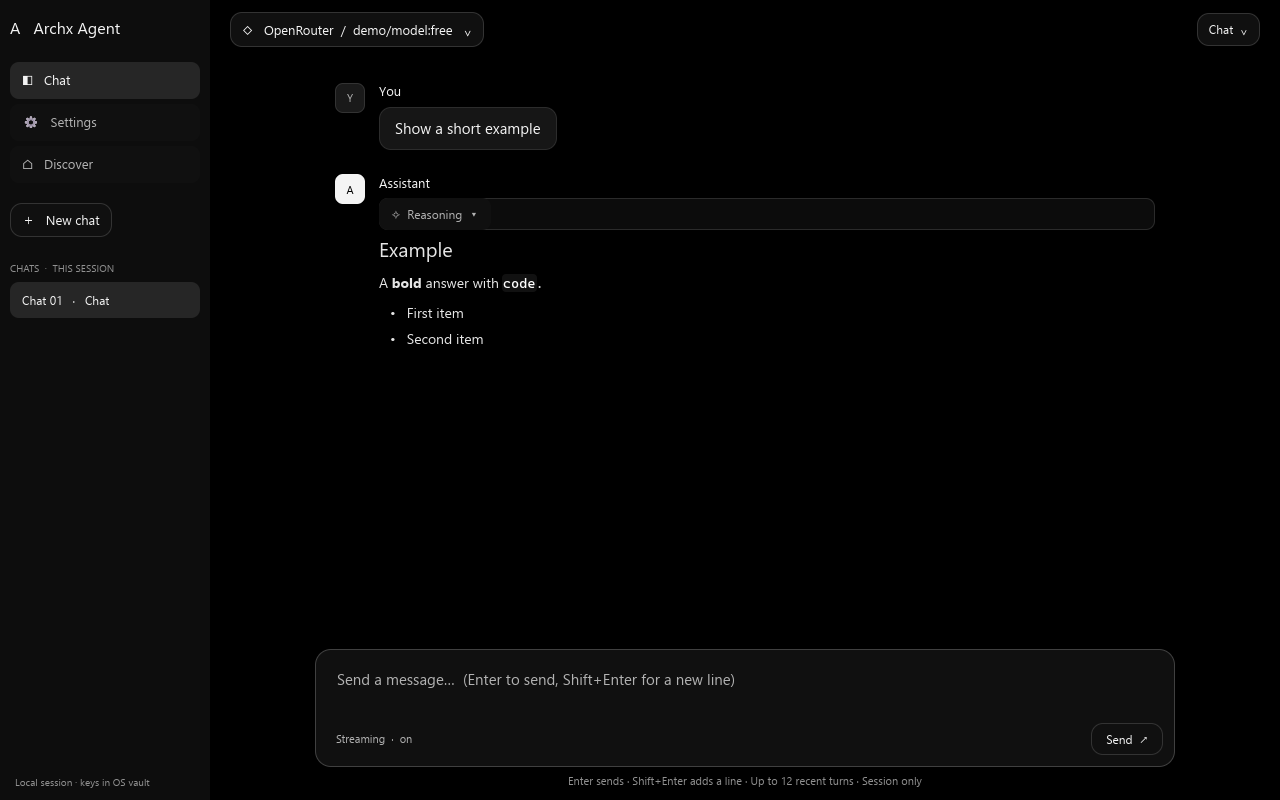 A Archx Agent
Chat
Settings
Discover
+ New chat
CHATS · THIS SESSION
Chat 01 · Chat
Local session · keys in OS vault
OpenRouter / demo/model:free
Chat
Y
You
Show a short example
A
Assistant
Reasoning
Example
A bold answer with code.
• First item
• Second item
Send a message... (Enter to send, Shift+Enter for a new line)
Streaming · on
Send ↗
Enter sends · Shift+Enter adds a line · Up to 12 recent turns · Session only